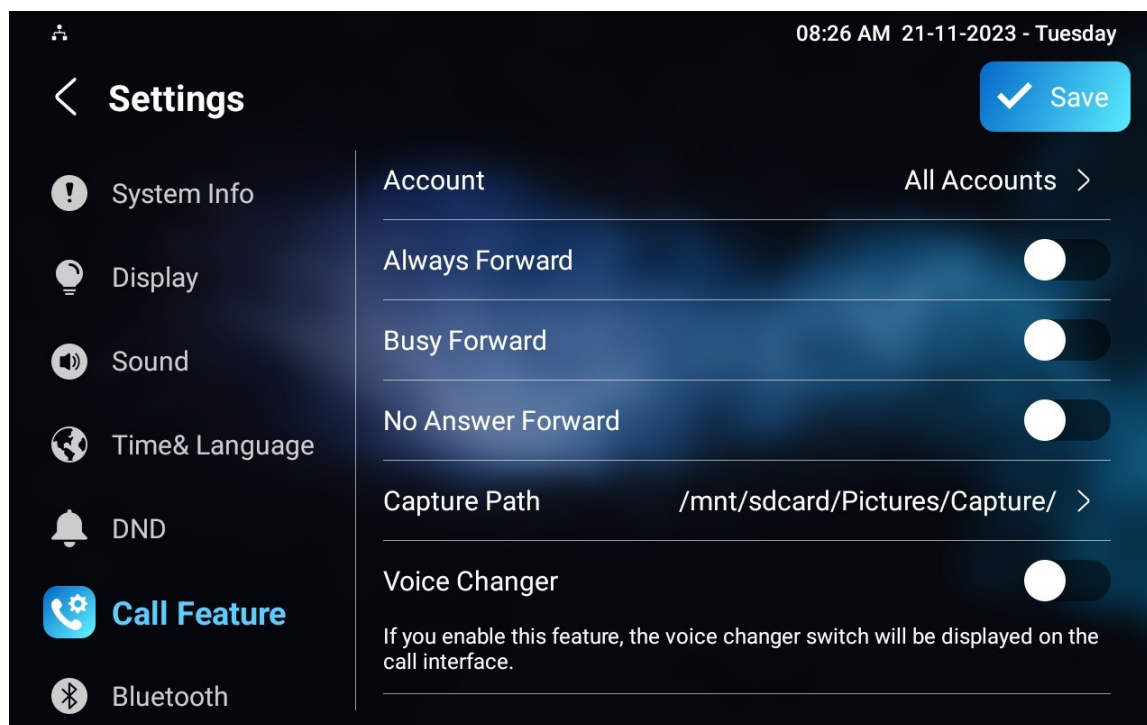 08:26 AM 21-11-2023 - Tuesday
Settings
Save
System Info
Display
Sound
Time& Language
DND
Call Feature
Bluetooth
Account
All Accounts
Always Forward
Busy Forward
No Answer Forward
Capture Path
/mnt/sdcard/Pictures/Capture/
Voice Changer
If you enable this feature, the voice changer switch will be displayed on the
call interface.